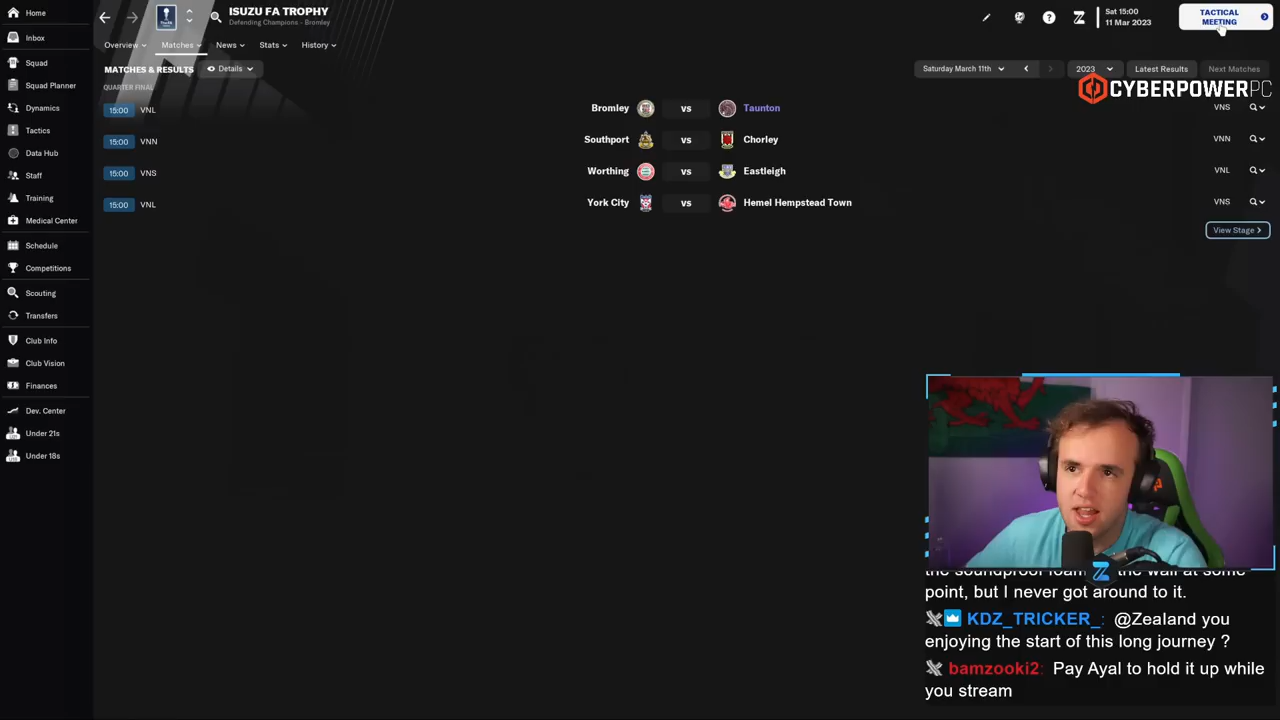 Home
Inbox
Squad
Squad Planner
Dynamics
Tactics
Data Hub
Staff
Training
Medical Center
Schedule
Competitions
Scouting
Transfers
Club Info
Club Vision
Finances
Dev. Center
Under 21s
Under 18s
ISUZU FA TROPHY
Defending Champions - Bromley
Sat 15:00
11 Mar 2023
TACTICAL
MEETING
Overview Matches News Stats History
MATCHES & RESULTS Details
Saturday March 11th 2023 Latest Results Next Matches
CYBERPOWERPC
QUARTER FINAL
15:00 VNL Bromley vs Taunton VNS
15:00 VNN Southport vs Chorley VNN
15:00 VNS Worthing vs Eastleigh VNL
15:00 VNL York City vs Hemel Hempstead Town VNS
View Stage
the soundproof foam the wall at some
point, but I never got around to it.
KDZ_TRICKER_: @Zealand you
enjoying the start of this long journey ?
bamzooki2: Pay Ayal to hold it up while
you stream